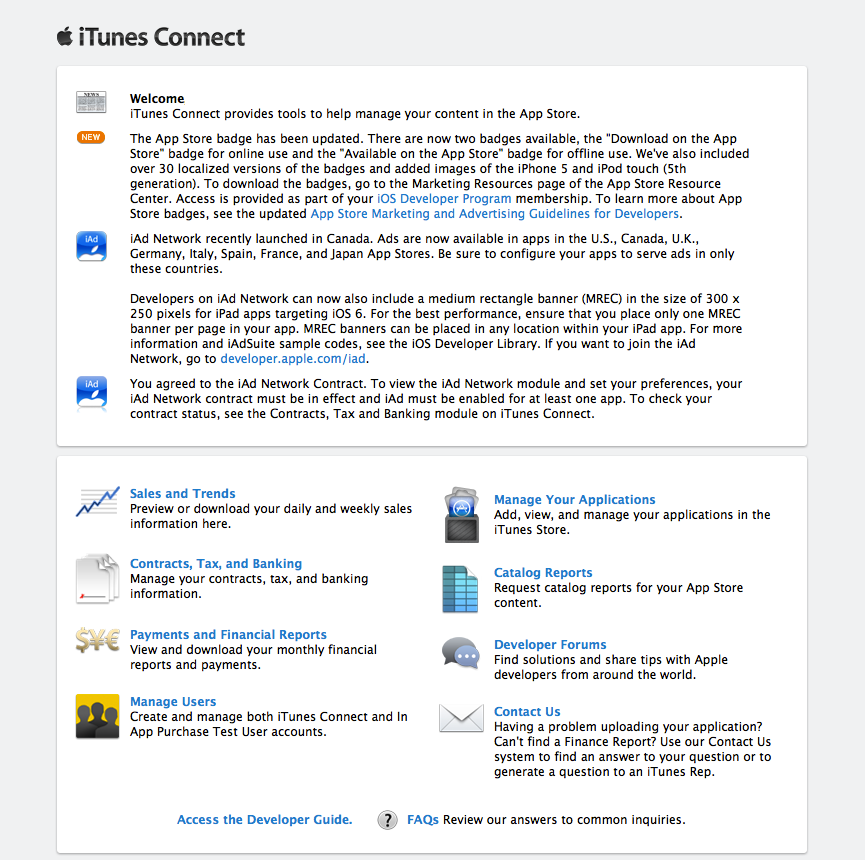 iTunes Connect
NEWS
Welcome
iTunes Connect provides tools to help manage your content in the App Store.
NEW
The App Store badge has been updated. There are now two badges available, the "Download on the App
Store" badge for online use and the "Available on the App Store" badge for offline use. We've also included
over 30 localized versions of the badges and added images of the iPhone 5 and iPod touch (5th
generation). To download the badges, go to the Marketing Resources page of the App Store Resource
Center. Access is provided as part of your iOS Developer Program membership. To learn more about App
Store badges, see the updated App Store Marketing and Advertising Guidelines for Developers.
iAd
iAd Network recently launched in Canada. Ads are now available in apps in the U.S., Canada, U.K.,
Germany, Italy, Spain, France, and Japan App Stores. Be sure to configure your apps to serve ads in only
these countries.
Developers on iAd Network can now also include a medium rectangle banner (MREC) in the size of 300 x
250 pixels for iPad apps targeting iOS 6. For the best performance, ensure that you place only one MREC
banner per page in your app. MREC banners can be placed in any location within your iPad app. For more
information and iAdSuite sample codes, see the iOS Developer Library. If you want to join the iAd
Network, go to developer.apple.com/iad.
iAd
You agreed to the iAd Network Contract. To view the iAd Network module and set your preferences, your
iAd Network contract must be in effect and iAd must be enabled for at least one app. To check your
contract status, see the Contracts, Tax and Banking module on iTunes Connect.
Sales and Trends
Preview or download your daily and weekly sales
information here.
Contracts, Tax, and Banking
Manage your contracts, tax, and banking
information.
$¥€
Payments and Financial Reports
View and download your monthly financial
reports and payments.
Manage Users
Create and manage both iTunes Connect and In
App Purchase Test User accounts.
Manage Your Applications
Add, view, and manage your applications in the
iTunes Store.
Catalog Reports
Request catalog reports for your App Store
content.
Developer Forums
Find solutions and share tips with Apple
developers from around the world.
Contact Us
Having a problem uploading your application?
Can't find a Finance Report? Use our Contact Us
system to find an answer to your question or to
generate a question to an iTunes Rep.
Access the Developer Guide. ? FAQs Review our answers to common inquiries.